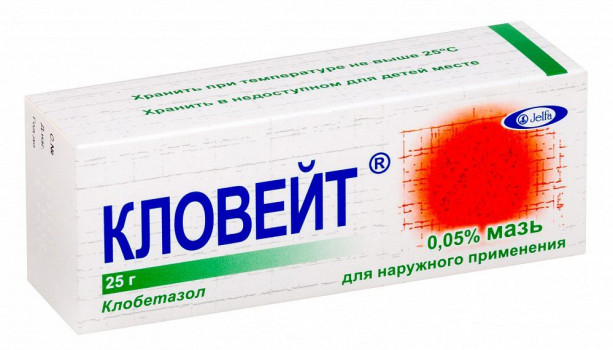 Хранить при температуре не выше 25°C
Хранить в недоступном для детей месте
Jelfa
КЛОВЕЙТ®
0,05% мазь
для наружного применения
25 г
Клобетазол